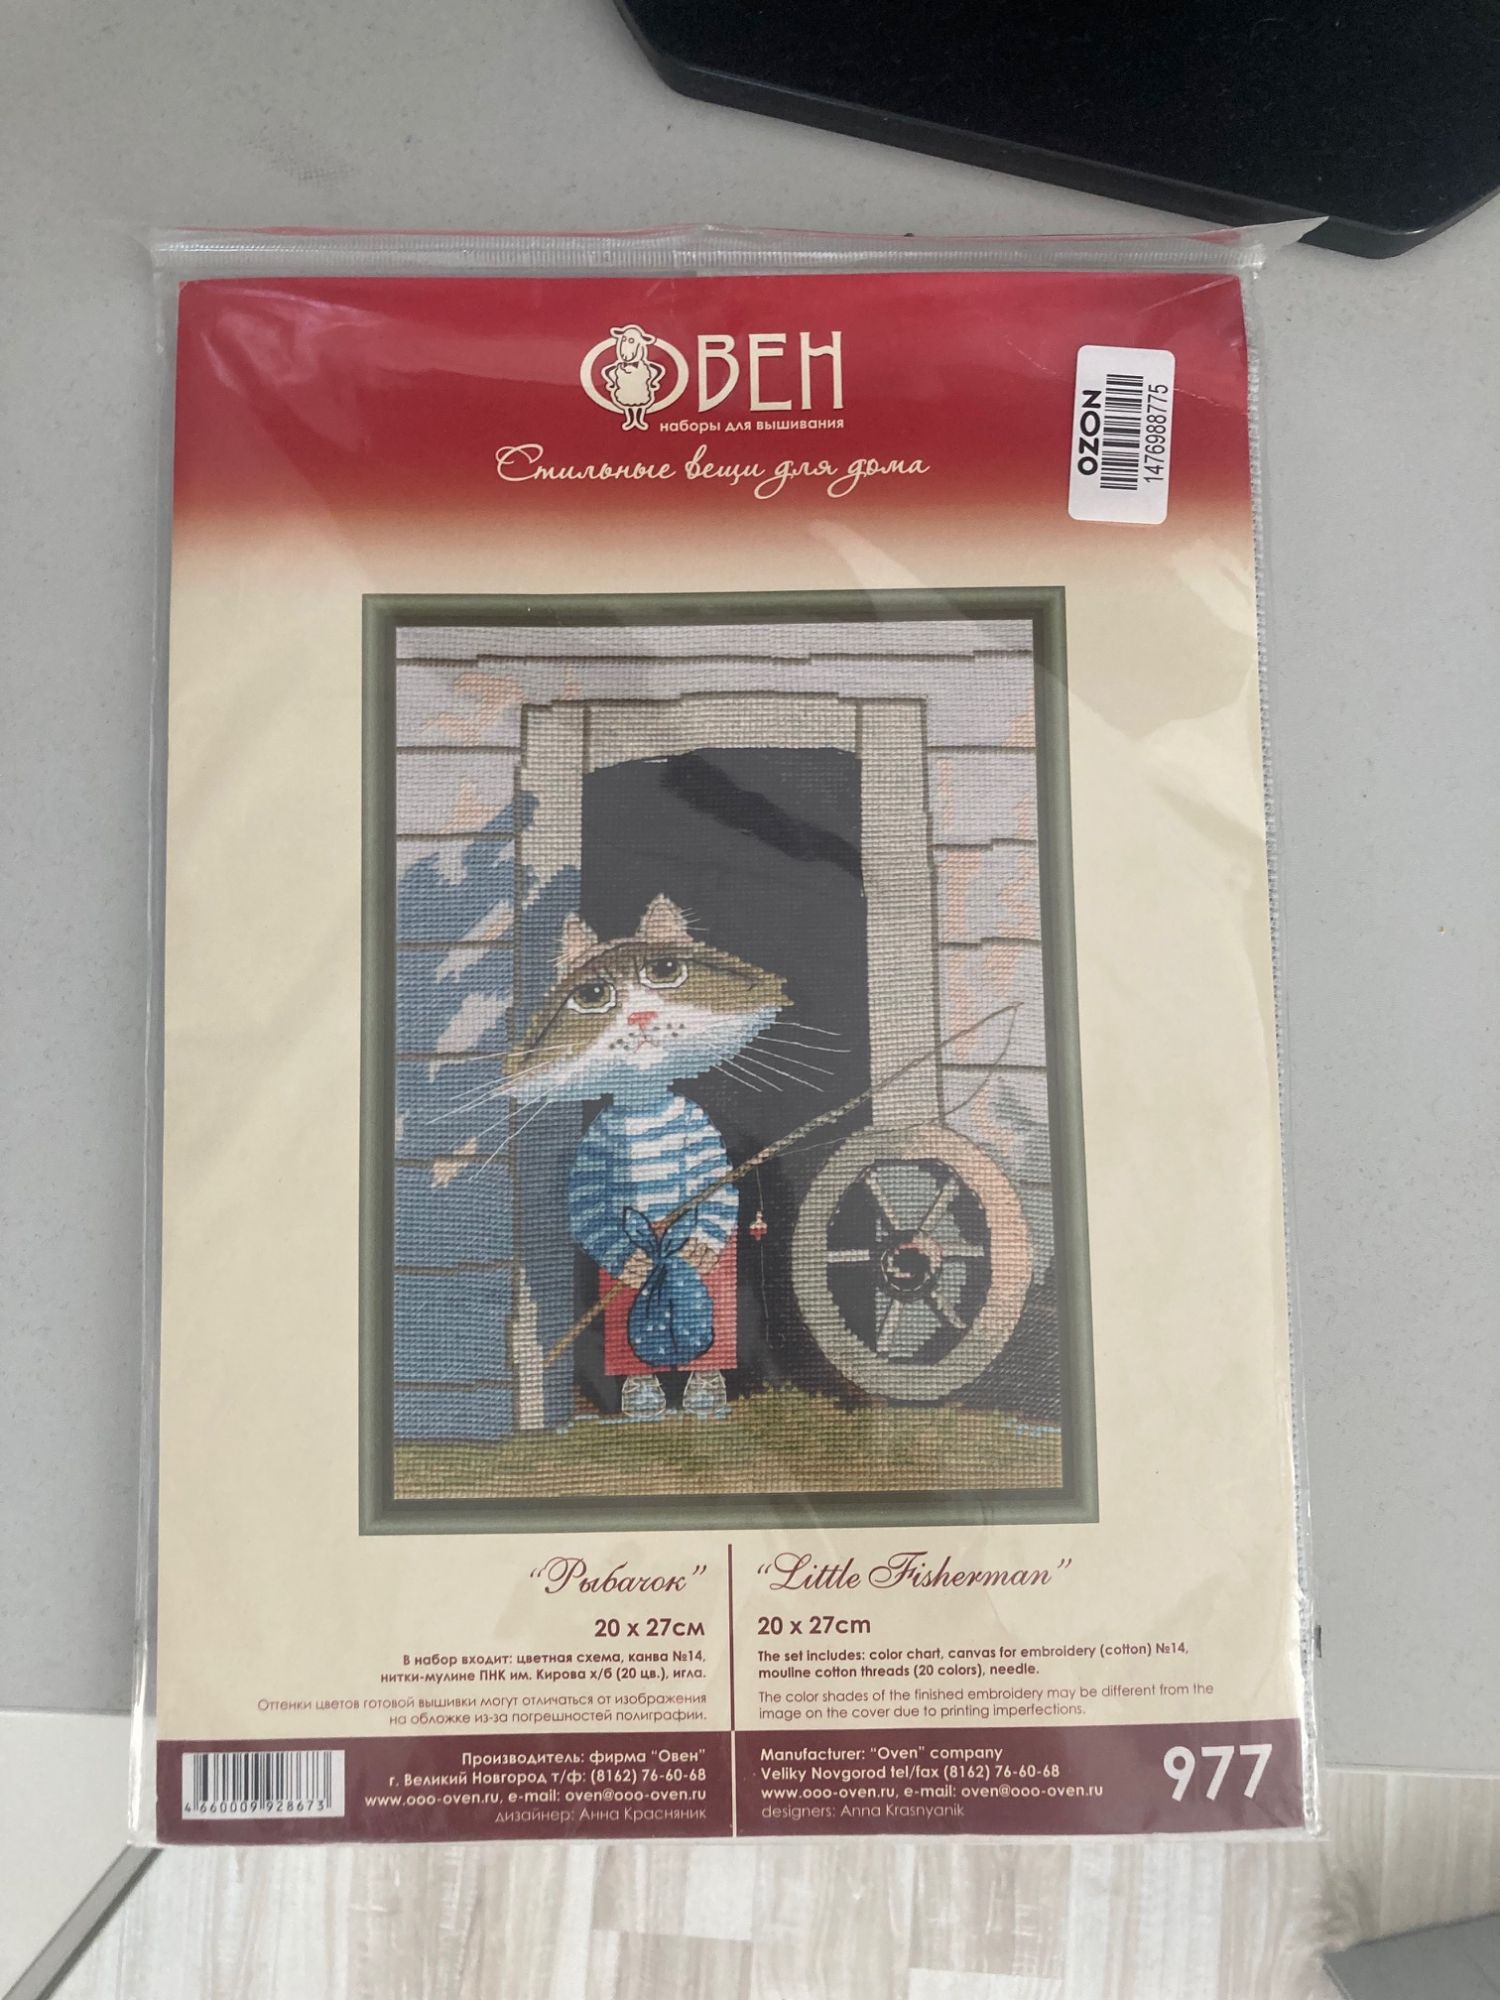 ОВЕН
наборы для вышивания
Стильные вещи для дома
OZON
1476988775
“Рыбачок”
20 х 27см
В набор входит: цветная схема, канва №14,
нитки-мулине ПНК им. Кирова х/б (20 цв.), игла.
Оттенки цветов готовой вышивки могут отличаться от изображения
на обложке из-за погрешностей полиграфии.
“Little Fisherman”
20 x 27cm
The set includes: color chart, canvas for embroidery (cotton) №14,
mouline cotton threads (20 colors), needle.
The color shades of the finished embroidery may be different from the
image on the cover due to printing imperfections.
4660009928673
Производитель: фирма “Овен”
г. Великий Новгород т/ф: (8162) 76-60-68
www.ooo-oven.ru, e-mail: oven@ooo-oven.ru
дизайнер: Анна Красняник
Manufacturer: “Oven” company
Veliky Novgorod tel/fax (8162) 76-60-68
www.ooo-oven.ru, e-mail: oven@ooo-oven.ru
designers: Anna Krasnyanik
977